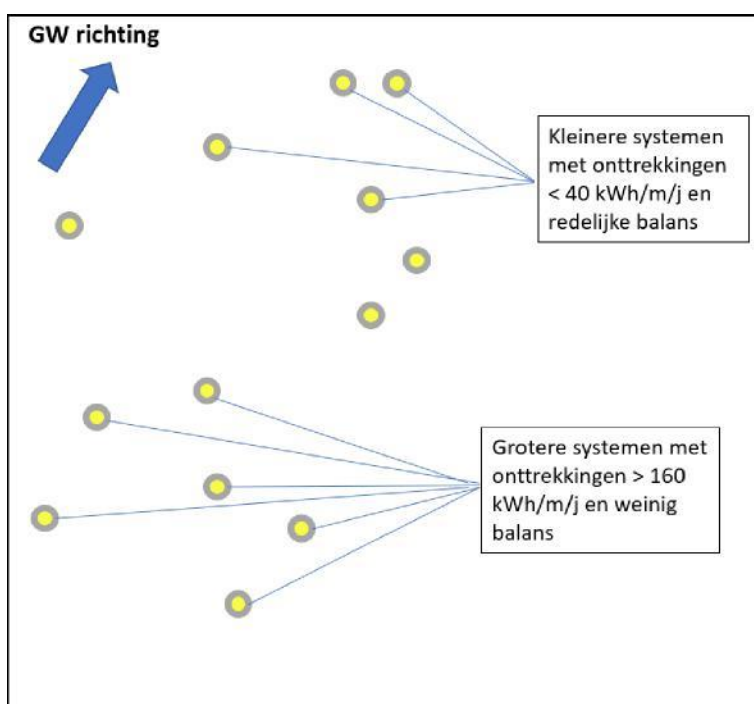 GW richting
Kleinere systemen
met onttrekkingen
< 40 kWh/m/j en
redelijke balans
Grotere systemen met
onttrekkingen > 160
kWh/m/j en weinig
balans